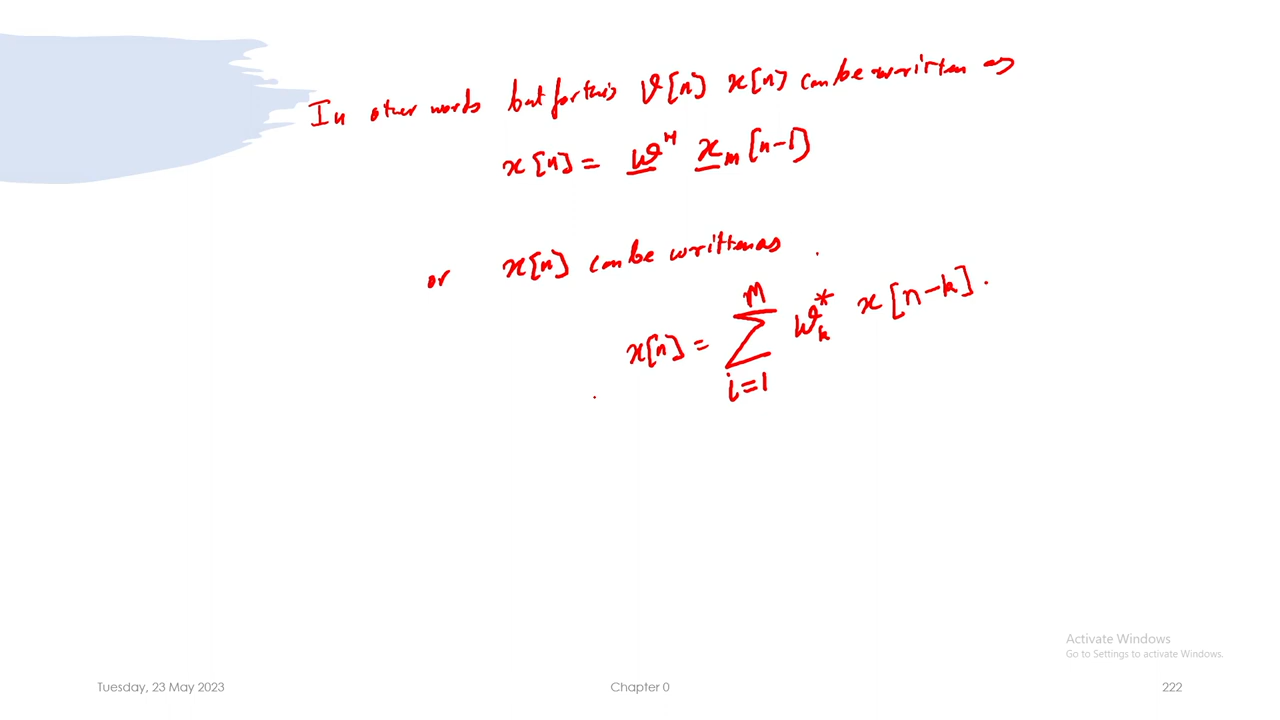 In other words but for this ϑ[n] x[n] can be written as
x[n] = w^H x_M [n-1]
or x[n] can be written as
x[n] = ∑_{i=1}^{M} w_k^* x[n-k].
Activate Windows
Go to Settings to activate Windows.
Tuesday, 23 May 2023 Chapter 0 222